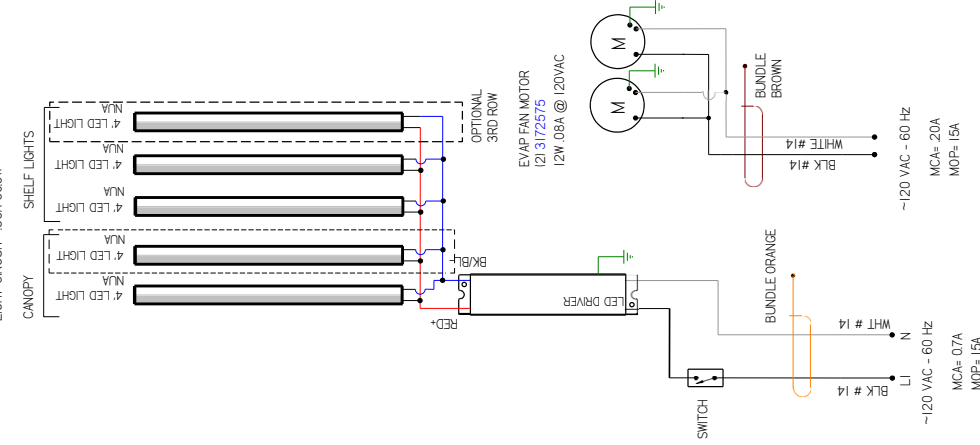 SHELF LIGHTS
CANOPY
NUA
4' LED LIGHT
NUA
4' LED LIGHT
NUA
4' LED LIGHT
NUA
4' LED LIGHT
NUA
4' LED LIGHT
OPTIONAL
3RD ROW
BK/BL-
RED+
LED DRIVER
EVAP FAN MOTOR
(2) 3172575
12W .08A @ 120VAC
M
M
BUNDLE
BROWN
WHITE #14
BLK #14
~120 VAC - 60 Hz
MCA= .20A
MOP= 15A
BUNDLE ORANGE
SWITCH
WHT # 14
BLK # 14
N
L1
~120 VAC - 60 Hz
MCA= 0.7A
MOP= 15A